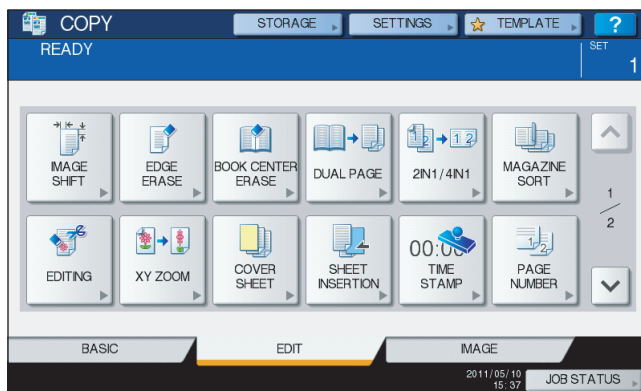 COPY
STORAGE
SETTINGS
TEMPLATE
?
READY
SET
1
IMAGE
SHIFT
EDGE
ERASE
BOOK CENTER
ERASE
DUAL PAGE
2IN1/4IN1
MAGAZINE
SORT
1
2
EDITING
XY ZOOM
COVER
SHEET
SHEET
INSERTION
00:00
TIME
STAMP
PAGE
NUMBER
BASIC
EDIT
IMAGE
2011/05/10
15:37
JOB STATUS